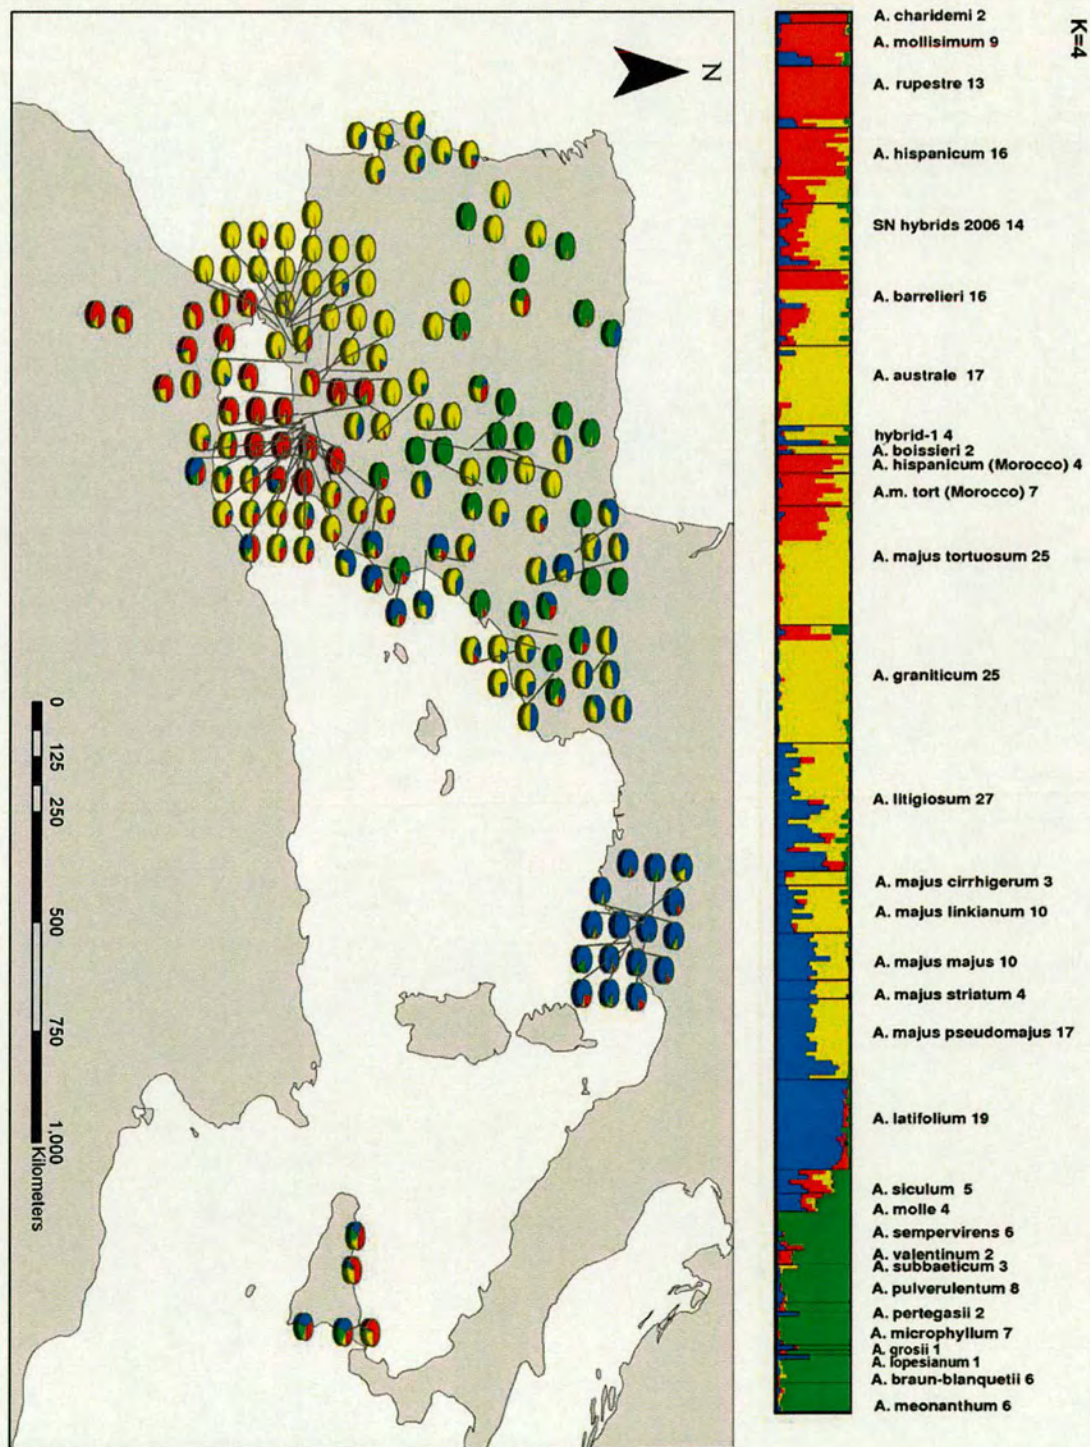 K=4
A. charidemi 2
A. mollisimum 9
A. rupestre 13
A. hispanicum 16
SN hybrids 2006 14
A. barrelieri 16
A. australe 17
hybrid-1 4
A. boissieri 2
A. hispanicum (Morocco) 4
A.m. tort (Morocco) 7
A. majus tortuosum 25
A. graniticum 25
A. litigiosum 27
A. majus cirrhigerum 3
A. majus linkianum 10
A. majus majus 10
A. majus striatum 4
A. majus pseudomajus 17
A. latifolium 19
A. siculum 5
A. molle 4
A. sempervirens 6
A. valentinum 2
A. subbaeticum 3
A. pulverulentum 8
A. pertegasii 2
A. microphyllum 7
A. grosii 1
A. lopesianum 1
A. braun-blanquetii 6
A. meonanthum 6
N
0 125 250 500 750 1,000
Kilometers